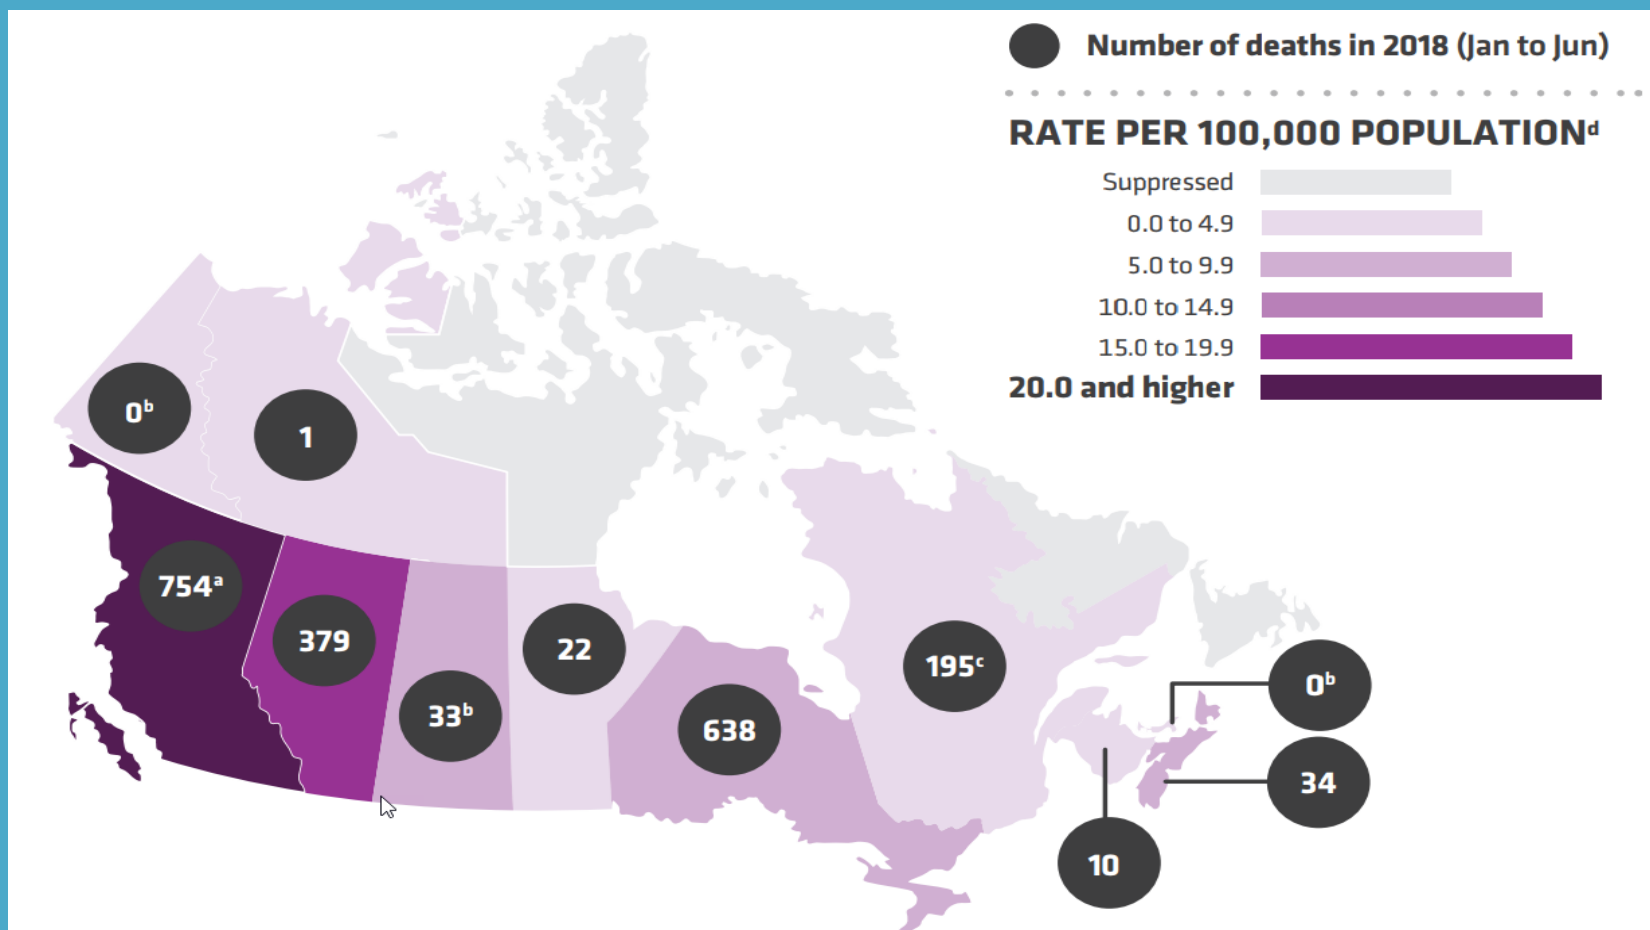 Number of deaths in 2018 (Jan to Jun)
RATE PER 100,000 POPULATIONᵈ
Suppressed
0.0 to 4.9
5.0 to 9.9
10.0 to 14.9
15.0 to 19.9
20.0 and higher
0ᵇ
1
754ᵃ
379
33ᵇ
22
638
195ᶜ
0ᵇ
34
10